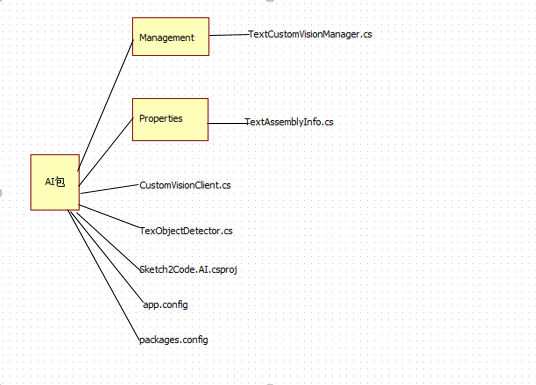 Management
TextCustomVisionManager.cs
Properties
TextAssemblyInfo.cs
AI包
CustomVisionClient.cs
TexObjectDetector.cs
Sketch2Code.AI.csproj
app.config
packages.config